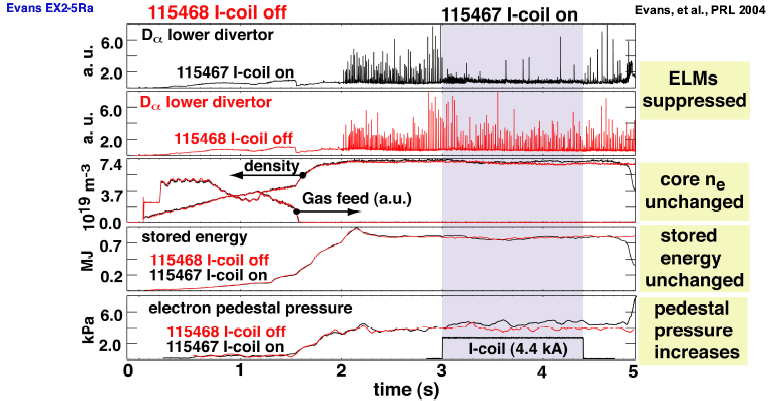 Evans EX2-5Ra
115468 I-coil off
115467 I-coil on
Evans, et al., PRL 2004
a. u.
6.0
2.0
Dα lower divertor
115467 I-coil on
ELMs
suppressed
a. u.
6.0
2.0
Dα lower divertor
115468 I-coil off
10^19 m^-3
7.4
3.7
0.0
density
Gas feed (a.u.)
core ne
unchanged
MJ
0.7
0.2
stored energy
115468 I-coil off
115467 I-coil on
stored
energy
unchanged
kPa
6.0
2.0
electron pedestal pressure
115468 I-coil off
115467 I-coil on
I-coil (4.4 kA)
pedestal
pressure
increases
0 1 2 3 4 5
time (s)